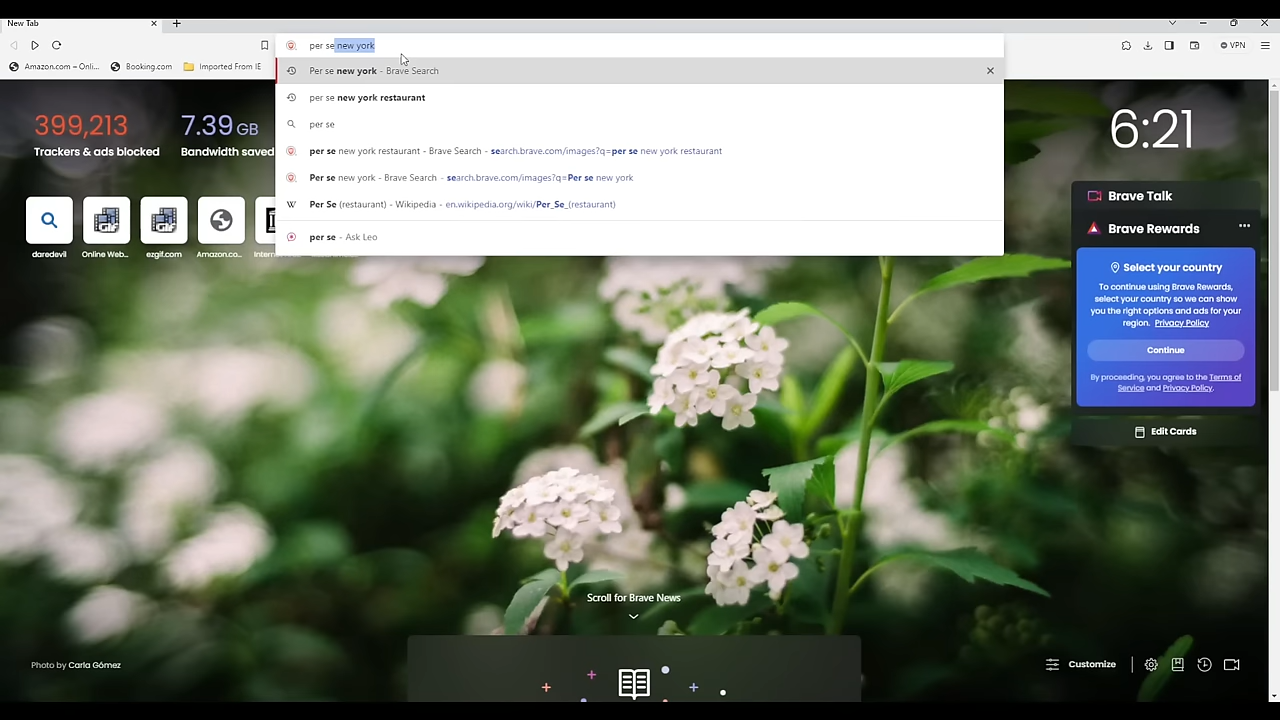 New Tab
per se new york
VPN
Amazon.com – Onli...
Booking.com
Imported From IE
Per se new york - Brave Search
per se new york restaurant
per se
per se new york restaurant - Brave Search - search.brave.com/images?q=per se new york restaurant
Per se new york - Brave Search - search.brave.com/images?q=Per se new york
Per Se (restaurant) - Wikipedia - en.wikipedia.org/wiki/Per_Se_(restaurant)
per se - Ask Leo
399,213
Trackers & ads blocked
7.39 GB
Bandwidth saved
6:21
daredevil
Online Web...
ezgif.com
Amazon.co...
Brave Talk
Brave Rewards
Select your country
To continue using Brave Rewards,
select your country so we can show
you the right options and ads for your
region. Privacy Policy
Continue
By proceeding, you agree to the Terms of
Service and Privacy Policy.
Edit Cards
Scroll for Brave News
Photo by Carla Gómez
Customize